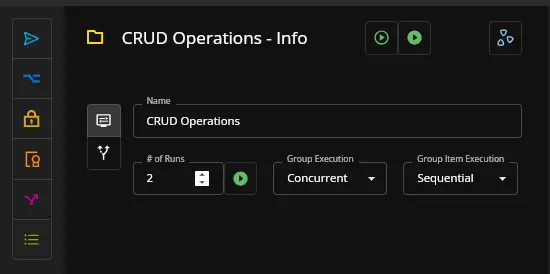 CRUD Operations - Info
Name
CRUD Operations
# of Runs
2
Group Execution
Concurrent
Group Item Execution
Sequential